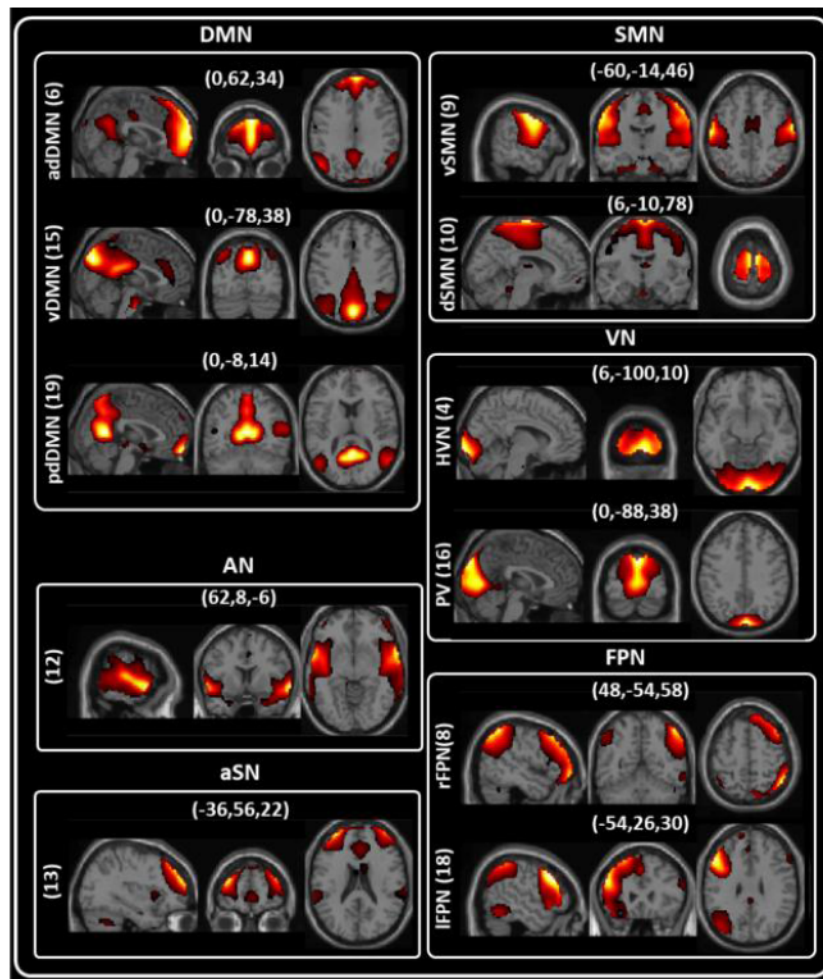 DMN
adDMN (6)
(0,62,34)
vDMN (15)
(0,-78,38)
pdDMN (19)
(0,-8,14)
AN
(12)
(62,8,-6)
aSN
(13)
(-36,56,22)
SMN
vSMN (9)
(-60,-14,46)
dSMN (10)
(6,-10,78)
VN
HVN (4)
(6,-100,10)
PV (16)
(0,-88,38)
FPN
rFPN(8)
(48,-54,58)
lFPN (18)
(-54,26,30)